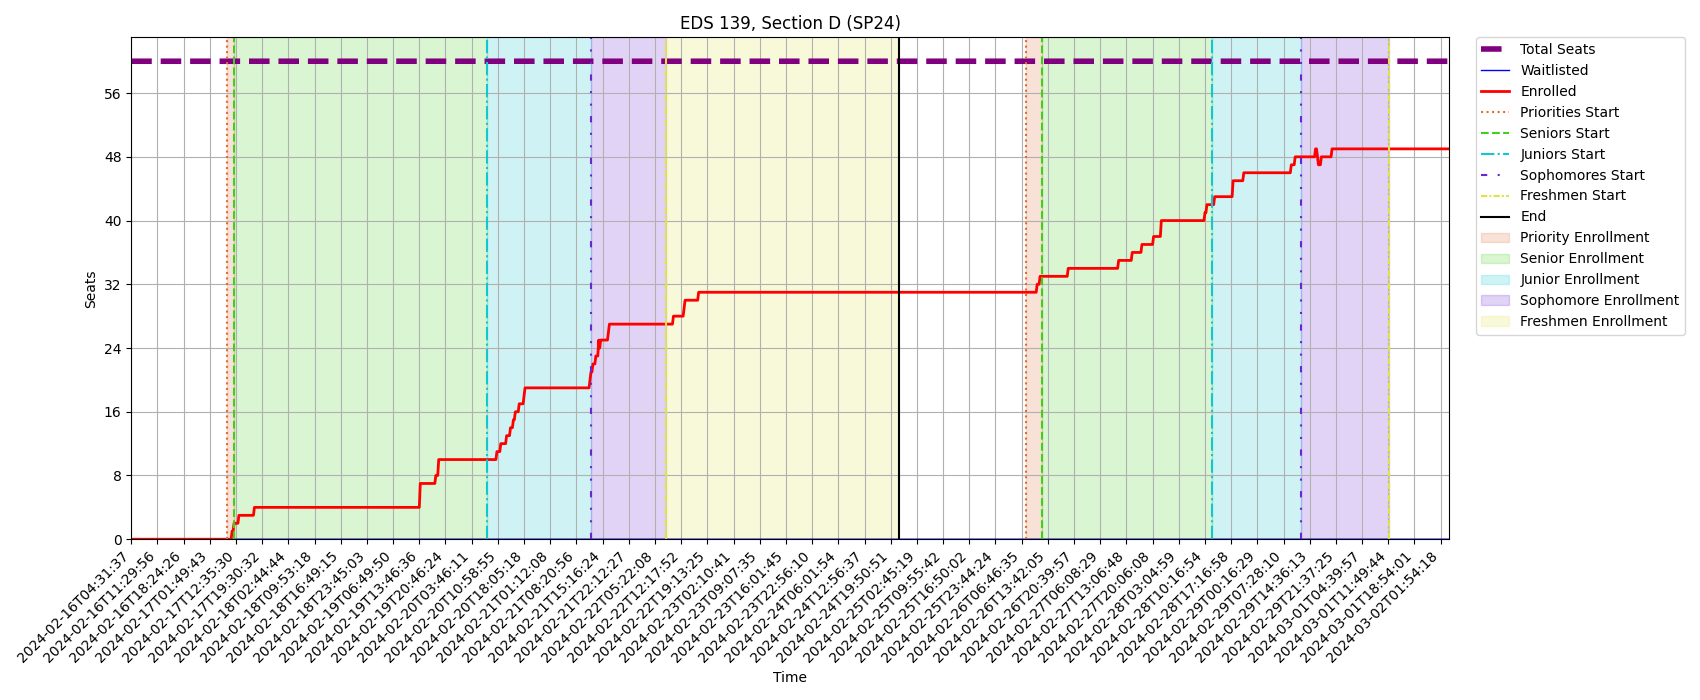 EDS 139, Section D (SP24)
Total Seats
Waitlisted
Enrolled
Priorities Start
Seniors Start
Juniors Start
Sophomores Start
Freshmen Start
End
Priority Enrollment
Senior Enrollment
Junior Enrollment
Sophomore Enrollment
Freshmen Enrollment
Seats
56
48
40
32
24
16
8
0
2024-02-16T04:31:37
2024-02-16T11:29:56
2024-02-16T18:24:26
2024-02-17T01:49:43
2024-02-17T12:35:30
2024-02-17T19:30:32
2024-02-18T02:44:44
2024-02-18T09:53:18
2024-02-18T16:49:15
2024-02-18T23:45:03
2024-02-19T06:49:50
2024-02-19T13:46:36
2024-02-19T20:46:24
2024-02-20T03:46:11
2024-02-20T10:58:55
2024-02-20T18:05:18
2024-02-21T01:12:08
2024-02-21T08:20:56
2024-02-21T15:16:24
2024-02-21T22:12:27
2024-02-22T05:22:08
2024-02-22T12:17:52
2024-02-22T19:13:25
2024-02-23T02:10:41
2024-02-23T09:07:35
2024-02-23T16:01:45
2024-02-23T22:56:10
2024-02-24T06:01:54
2024-02-24T12:56:37
2024-02-24T19:50:51
2024-02-25T02:45:19
2024-02-25T09:55:42
2024-02-25T16:50:02
2024-02-25T23:44:24
2024-02-26T06:46:35
2024-02-26T13:42:05
2024-02-26T20:39:57
2024-02-27T06:08:29
2024-02-27T13:06:48
2024-02-27T20:06:08
2024-02-28T03:04:59
2024-02-28T10:16:54
2024-02-28T17:16:58
2024-02-29T00:16:29
2024-02-29T07:28:10
2024-02-29T14:36:13
2024-02-29T21:37:25
2024-03-01T04:39:57
2024-03-01T11:49:44
2024-03-01T18:54:01
2024-03-02T01:54:18
Time